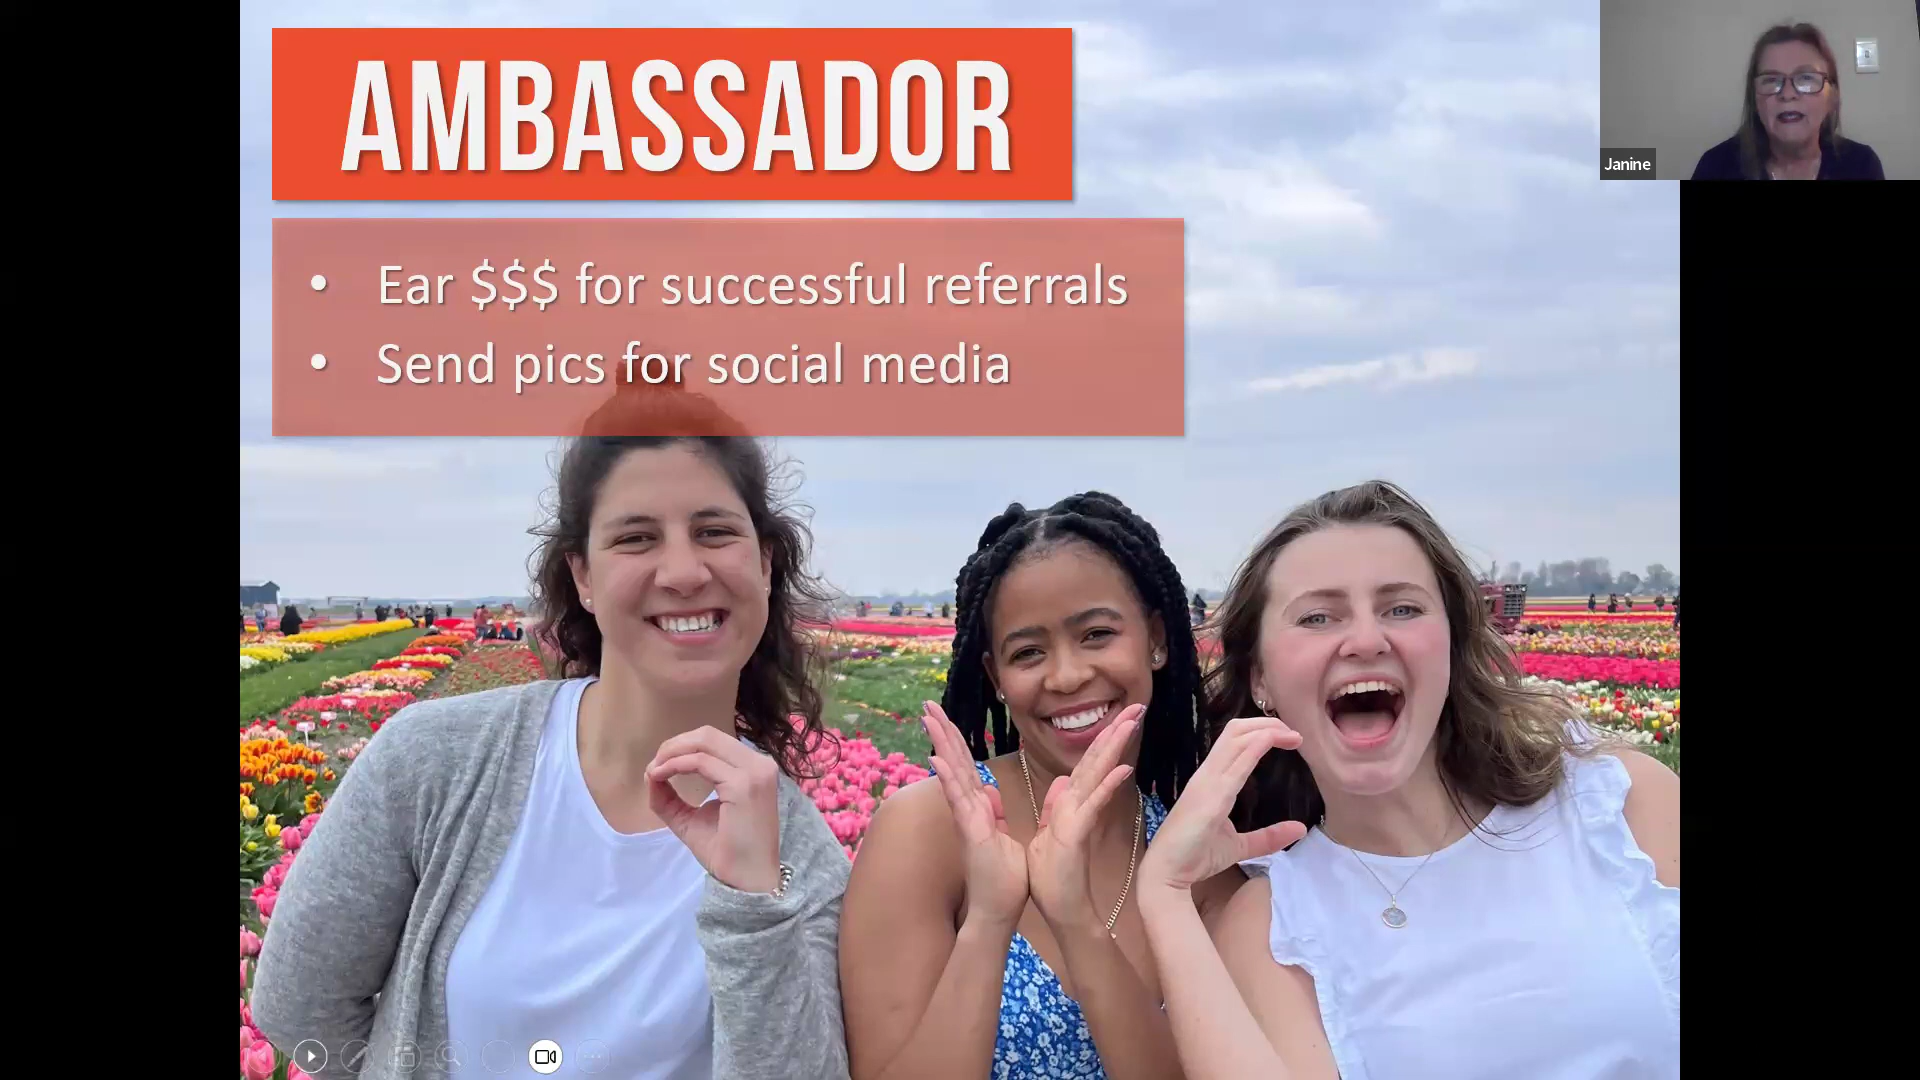 AMBASSADOR
Janine
• Ear $$$ for successful referrals
• Send pics for social media